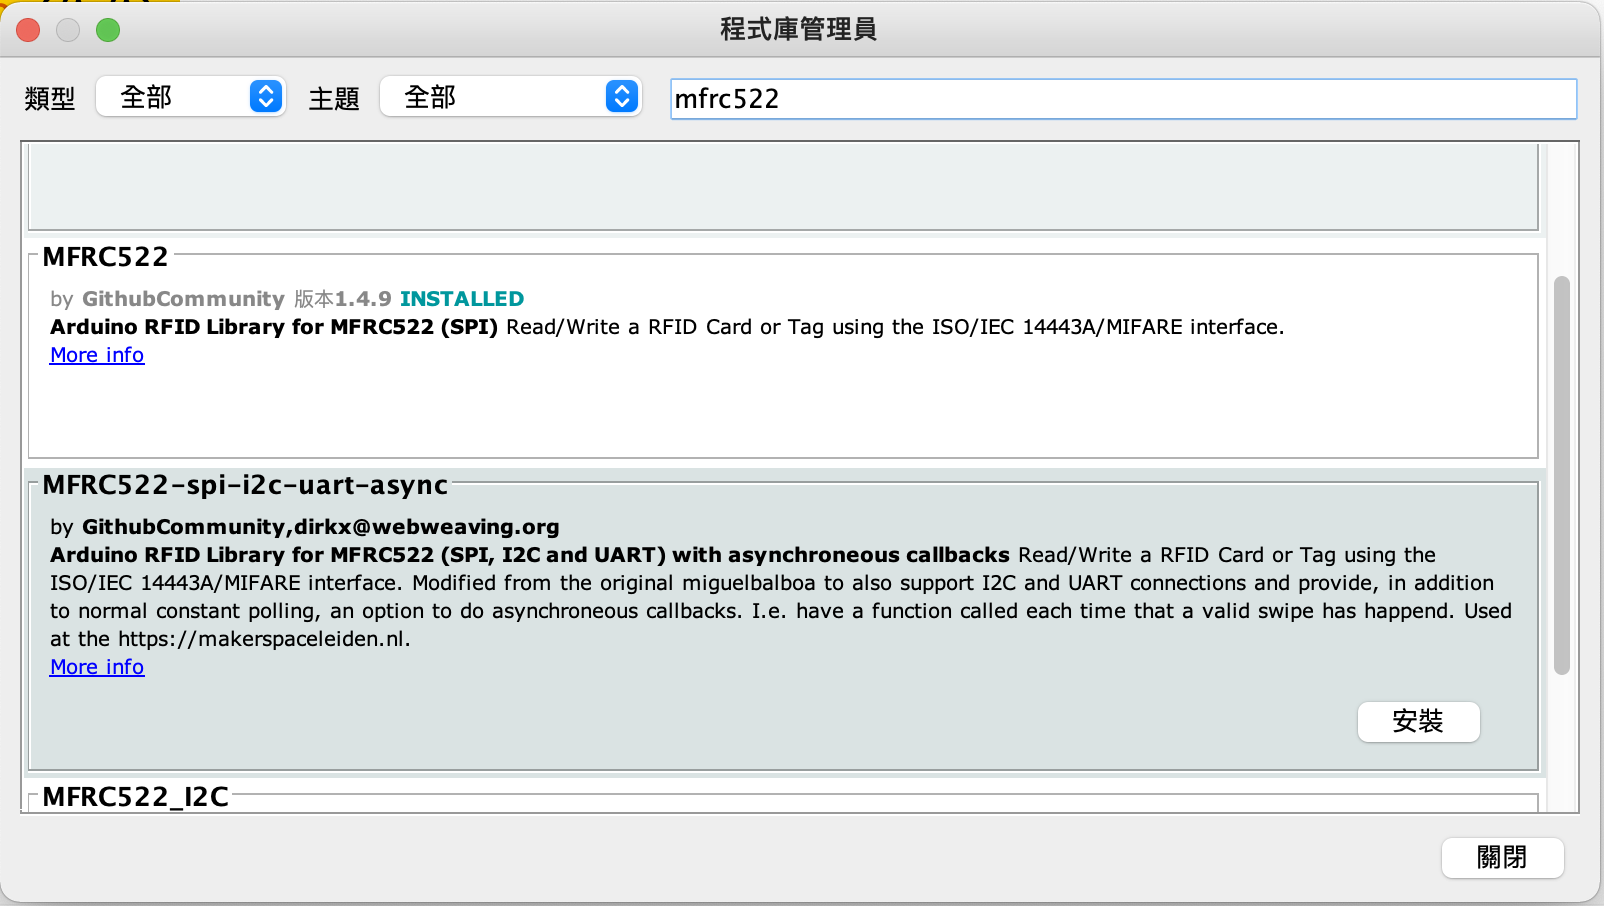 程式庫管理員
類型 全部 主題 全部 mfrc522
MFRC522
by GithubCommunity 版本1.4.9 INSTALLED
Arduino RFID Library for MFRC522 (SPI) Read/Write a RFID Card or Tag using the ISO/IEC 14443A/MIFARE interface.
More info
MFRC522-spi-i2c-uart-async
by GithubCommunity,dirkx@webweaving.org
Arduino RFID Library for MFRC522 (SPI, I2C and UART) with asynchroneous callbacks Read/Write a RFID Card or Tag using the
ISO/IEC 14443A/MIFARE interface. Modified from the original miguelbalboa to also support I2C and UART connections and provide, in addition
to normal constant polling, an option to do asynchroneous callbacks. I.e. have a function called each time that a valid swipe has happend. Used
at the https://makerspaceleiden.nl.
More info
安裝
MFRC522_I2C
關閉